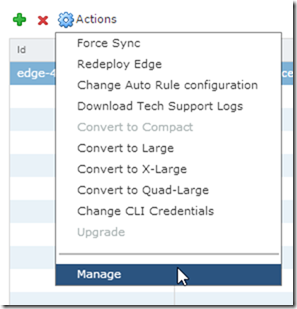 Actions
Id
Force Sync
edge-4
Redeploy Edge
Change Auto Rule configuration
Download Tech Support Logs
Convert to Compact
Convert to Large
Convert to X-Large
Convert to Quad-Large
Change CLI Credentials
Upgrade
Manage